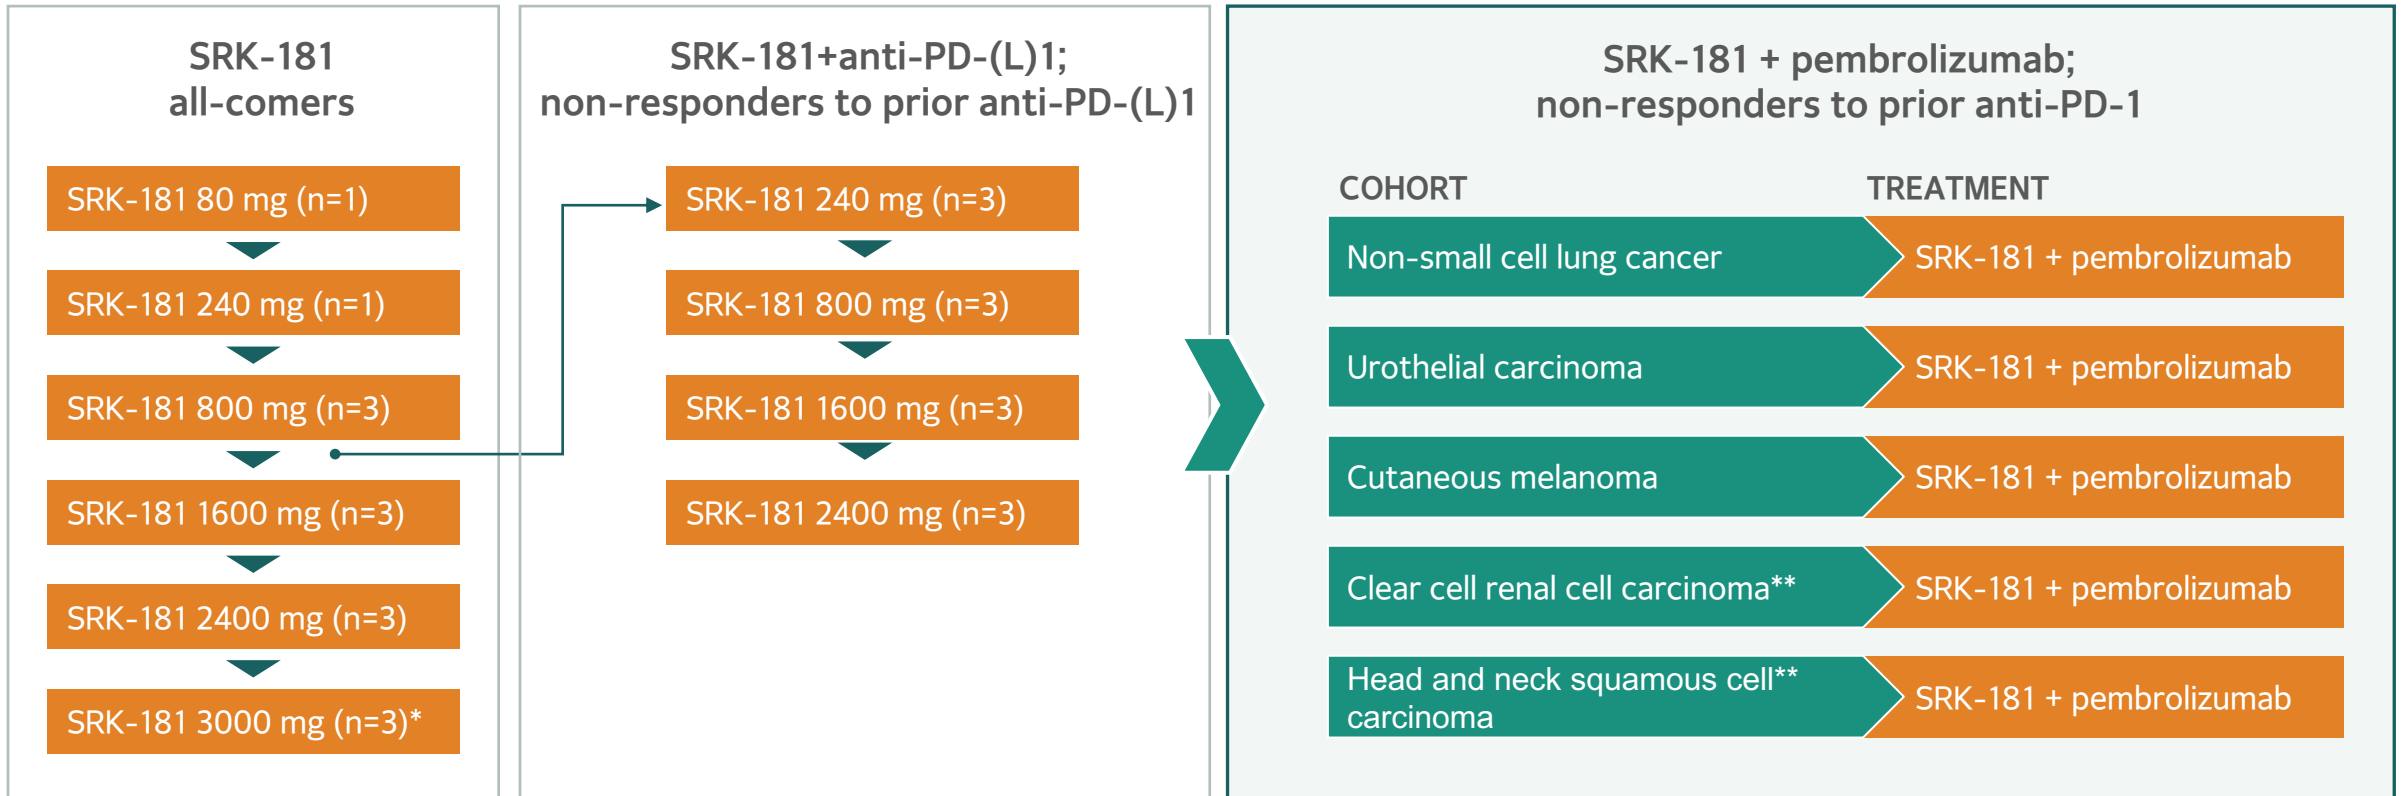 SRK-181
all-comers
SRK-181 80 mg (n=1)
SRK-181 240 mg (n=1)
SRK-181 800 mg (n=3)
SRK-181 1600 mg (n=3)
SRK-181 2400 mg (n=3)
SRK-181 3000 mg (n=3)*
SRK-181+anti-PD-(L)1;
non-responders to prior anti-PD-(L)1
SRK-181 240 mg (n=3)
SRK-181 800 mg (n=3)
SRK-181 1600 mg (n=3)
SRK-181 2400 mg (n=3)
SRK-181 + pembrolizumab;
non-responders to prior anti-PD-1
COHORT TREATMENT
Non-small cell lung cancer SRK-181 + pembrolizumab
Urothelial carcinoma SRK-181 + pembrolizumab
Cutaneous melanoma SRK-181 + pembrolizumab
Clear cell renal cell carcinoma** SRK-181 + pembrolizumab
Head and neck squamous cell**
carcinoma
SRK-181 + pembrolizumab